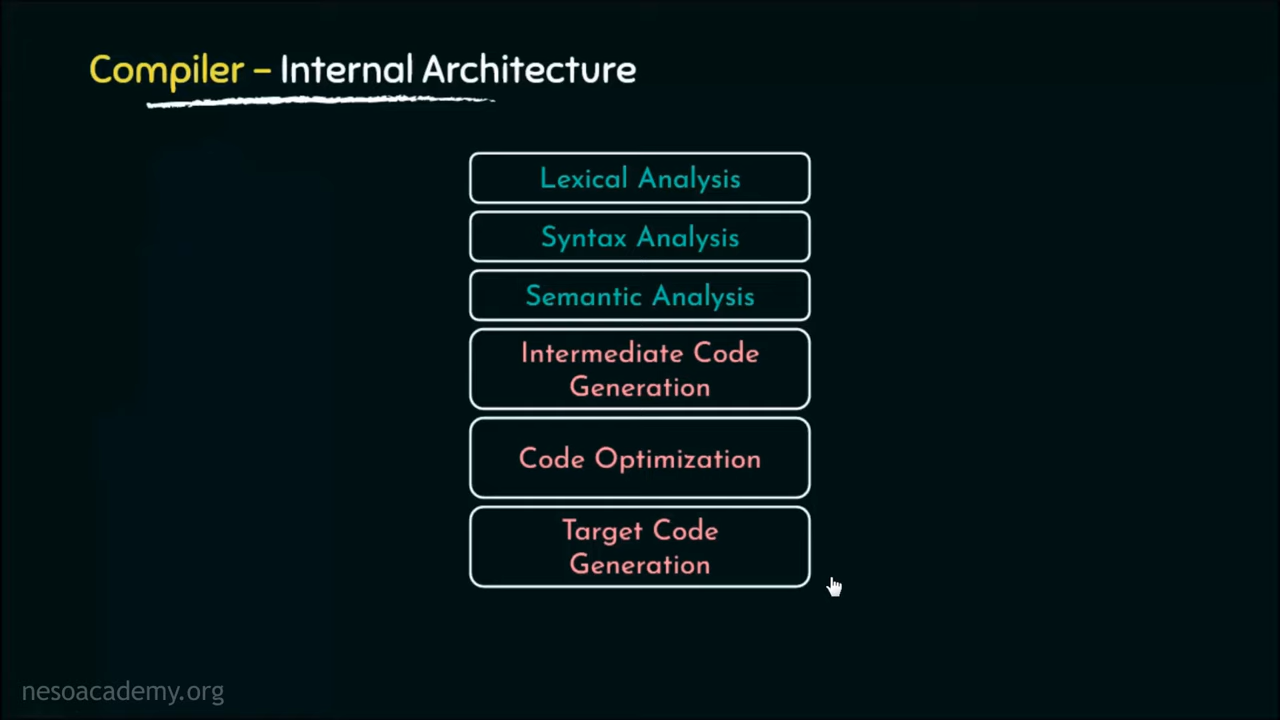 Compiler – Internal Architecture
Lexical Analysis
Syntax Analysis
Semantic Analysis
Intermediate Code
Generation
Code Optimization
Target Code
Generation
nesoacademy.org